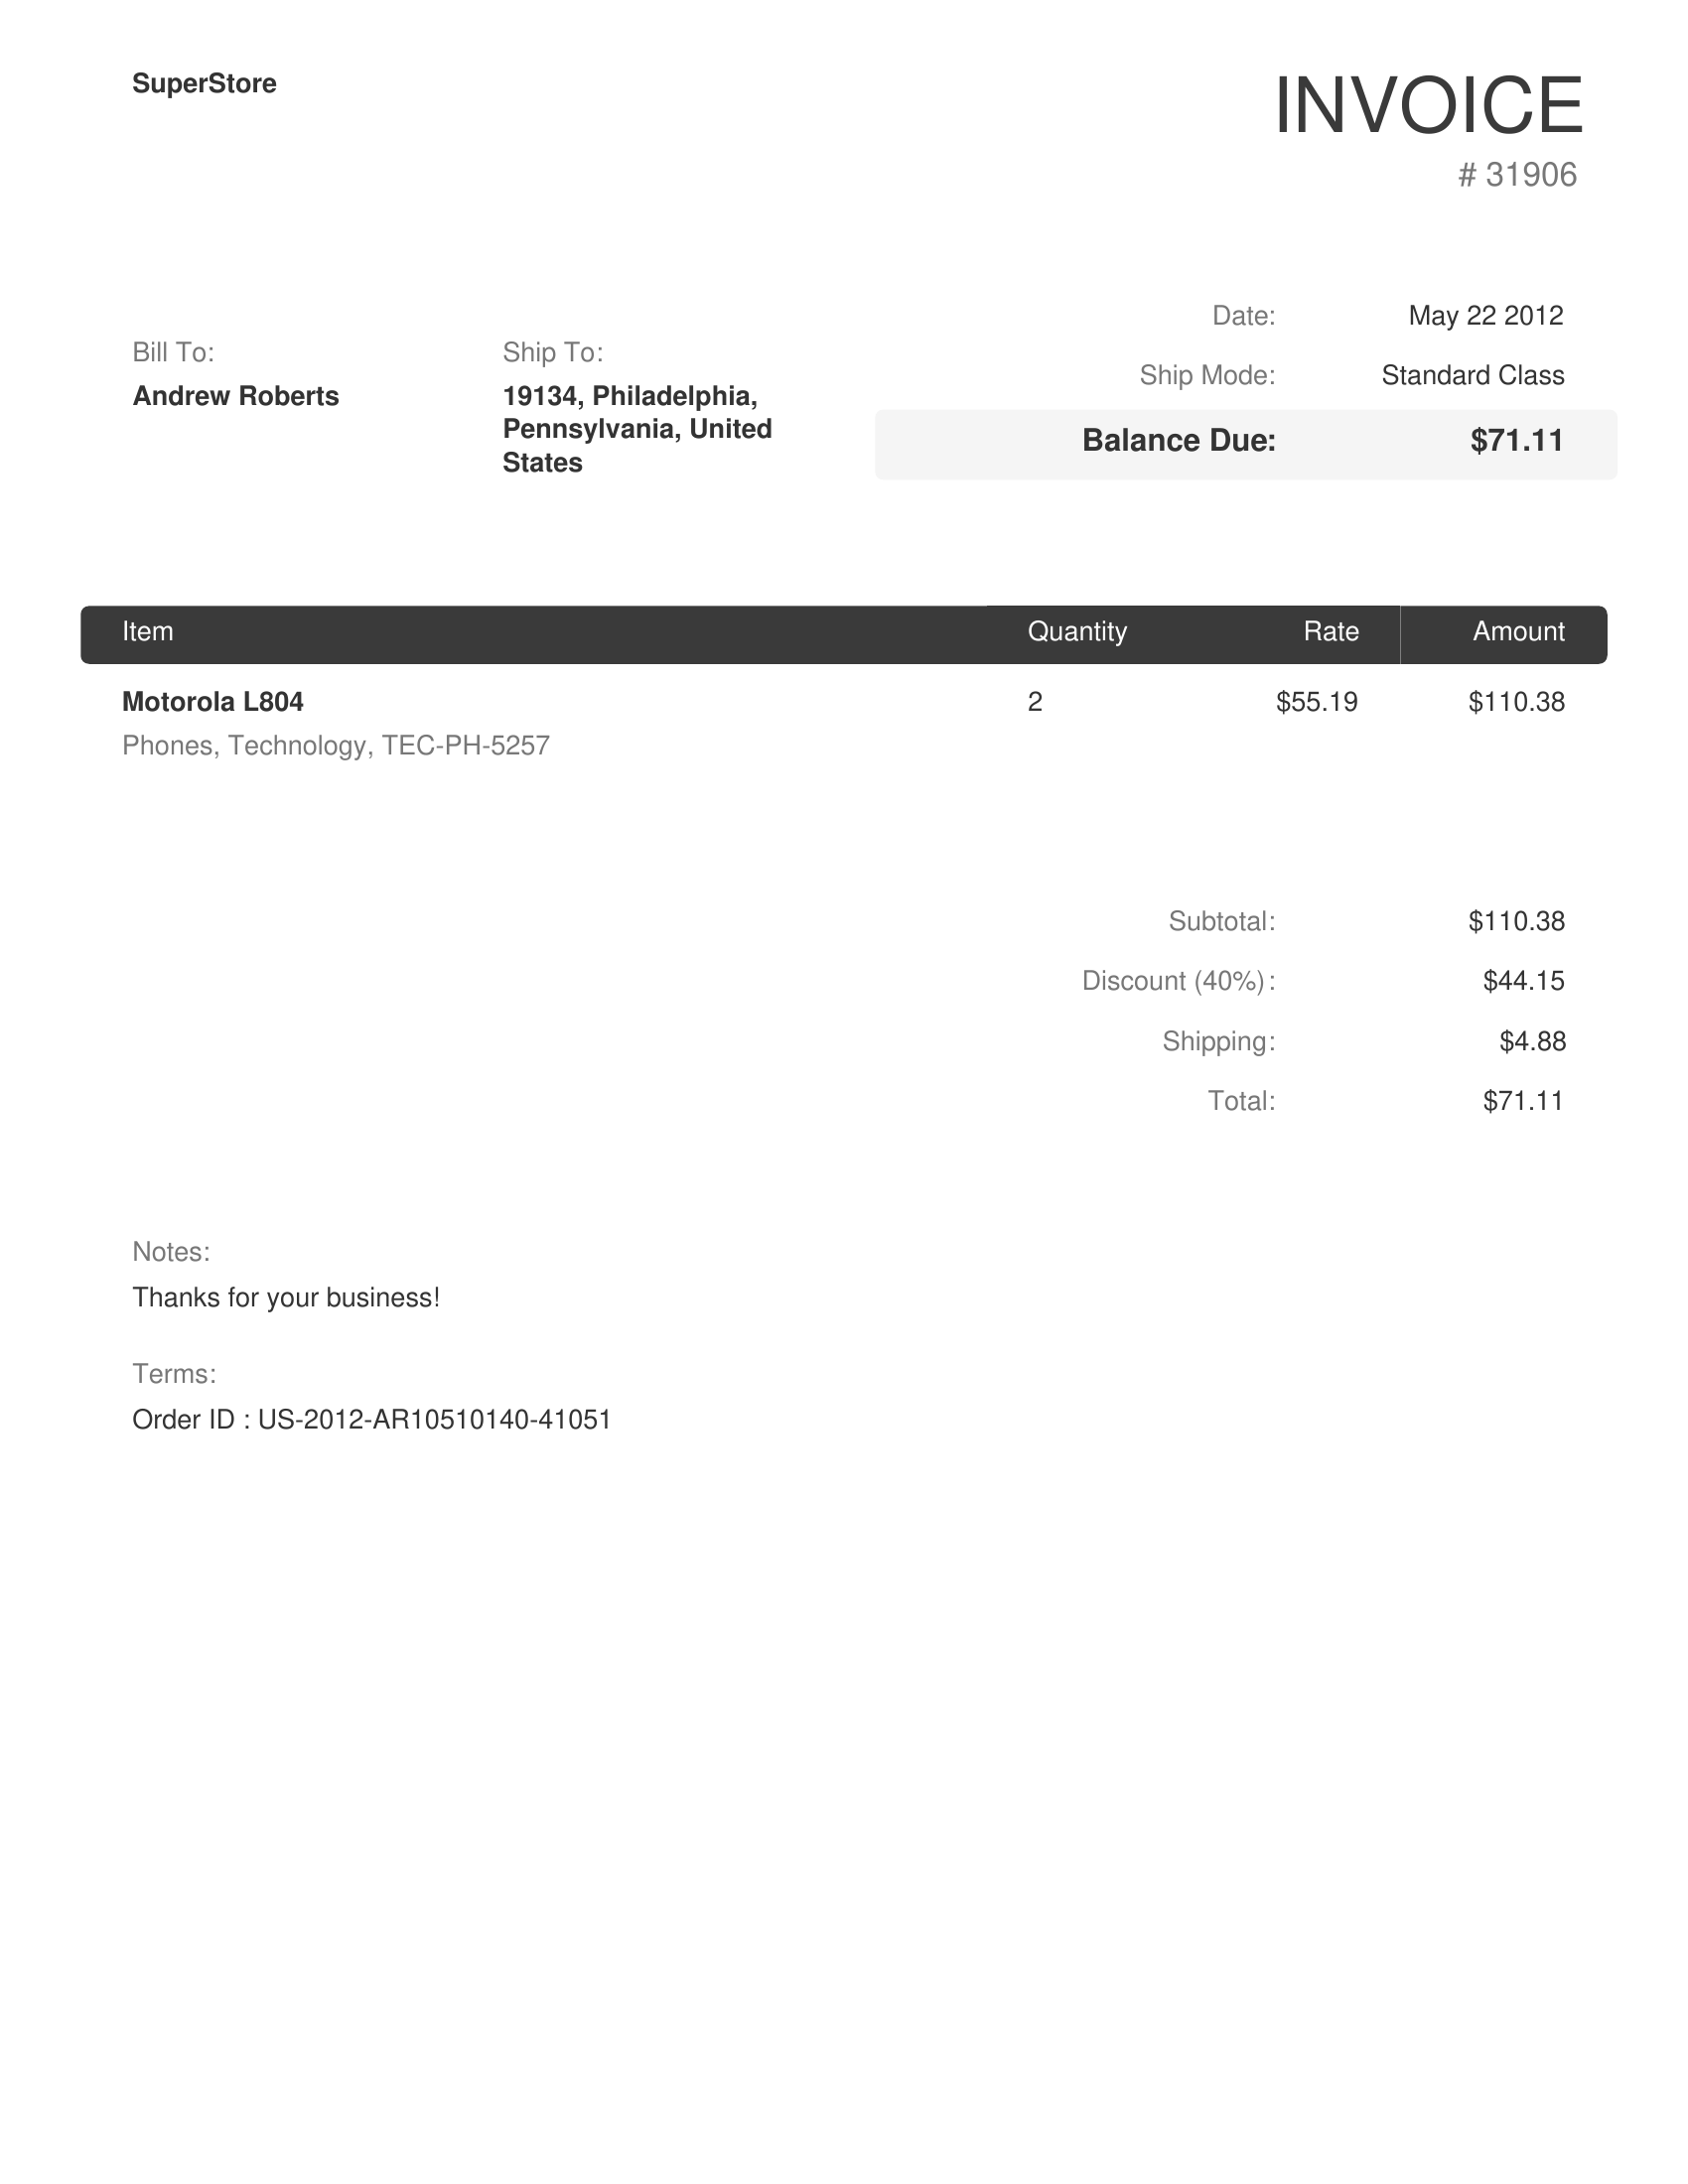 SuperStore
INVOICE
# 31906
Date: May 22 2012
Ship Mode: Standard Class
Balance Due: $71.11
Bill To:
Andrew Roberts
Ship To:
19134, Philadelphia,
Pennsylvania, United
States
Item Quantity Rate Amount
Motorola L804 2 $55.19 $110.38
Phones, Technology, TEC-PH-5257
Subtotal: $110.38
Discount (40%): $44.15
Shipping: $4.88
Total: $71.11
Notes:
Thanks for your business!
Terms:
Order ID : US-2012-AR10510140-41051